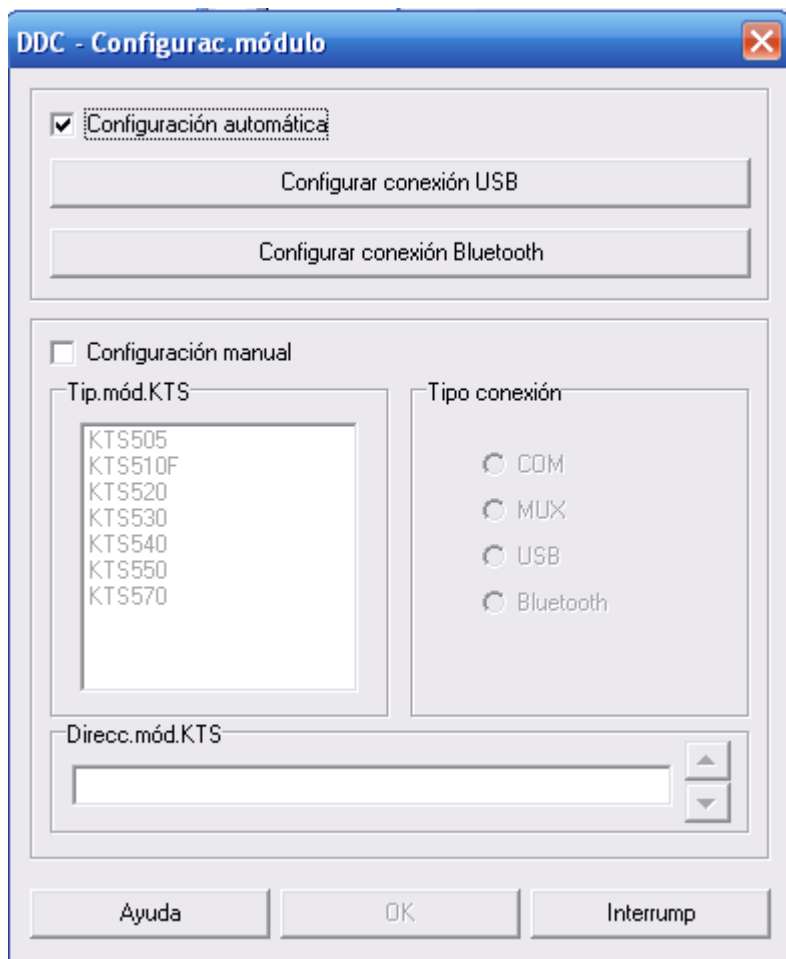 DDC - Configurac.módulo
Configuración automática
Configurar conexión USB
Configurar conexión Bluetooth
Configuración manual
Tip.mód.KTS
KTS505
KTS510F
KTS520
KTS530
KTS540
KTS550
KTS570
Tipo conexión
COM
MUX
USB
Bluetooth
Direcc.mód.KTS
Ayuda
OK
Interrump